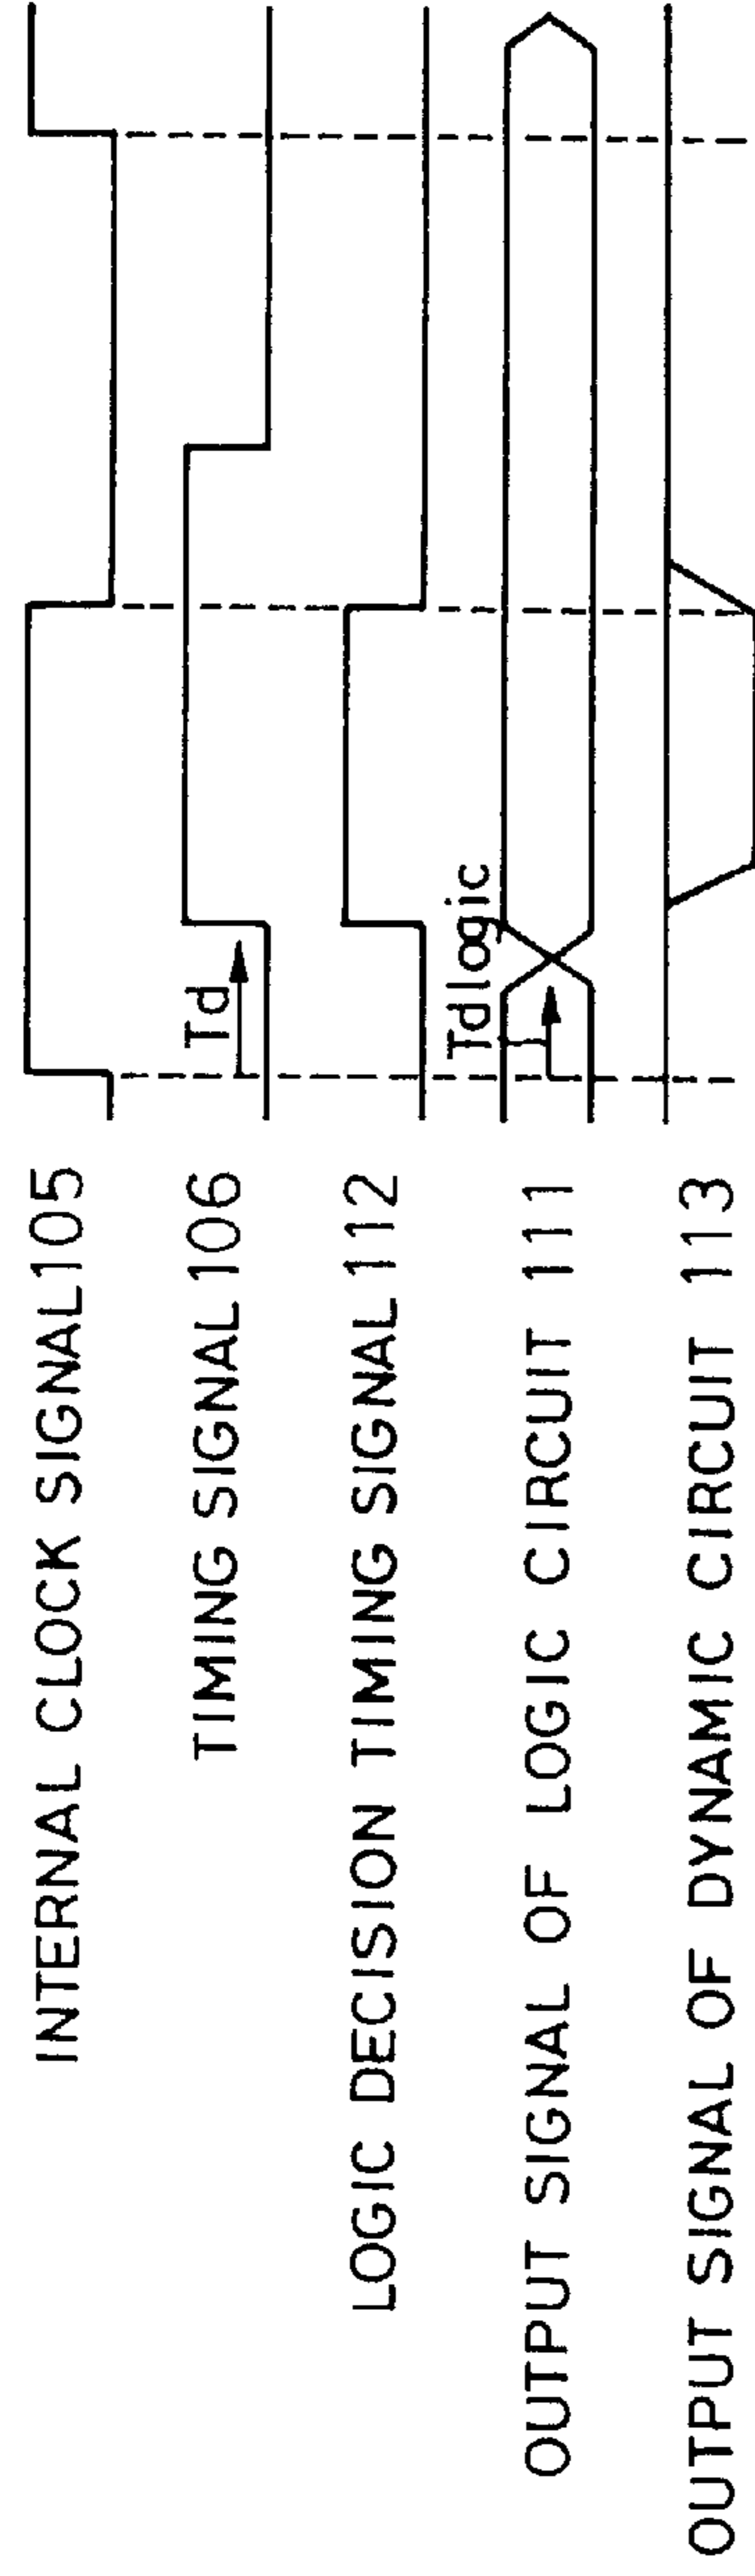 INTERNAL CLOCK SIGNAL105
TIMING SIGNAL106
Td
LOGIC DECISION TIMING SIGNAL112
Tdlogic
OUTPUT SIGNAL OF LOGIC CIRCUIT 111
OUTPUT SIGNAL OF DYNAMIC CIRCUIT 113